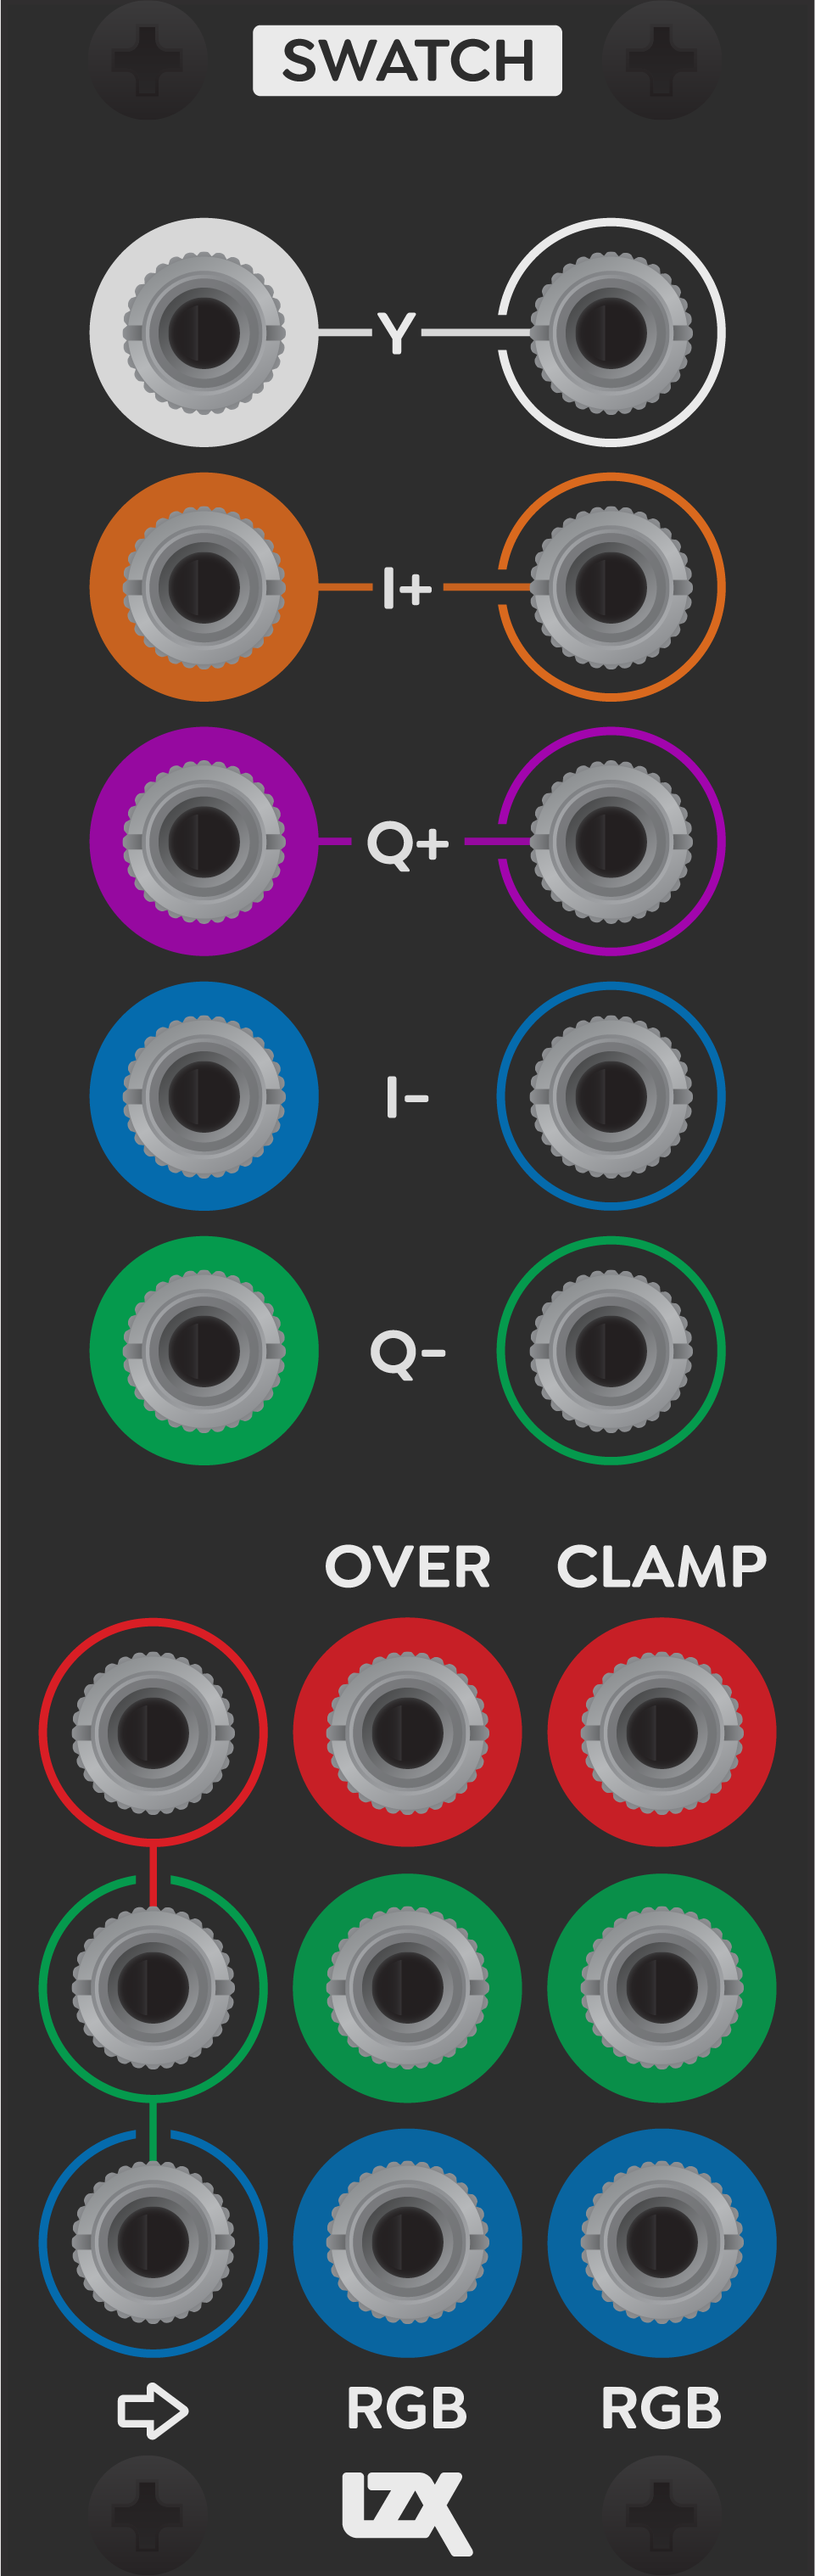 SWATCH
Y
I+
Q+
I-
Q-
OVER CLAMP
RGB RGB
LZX